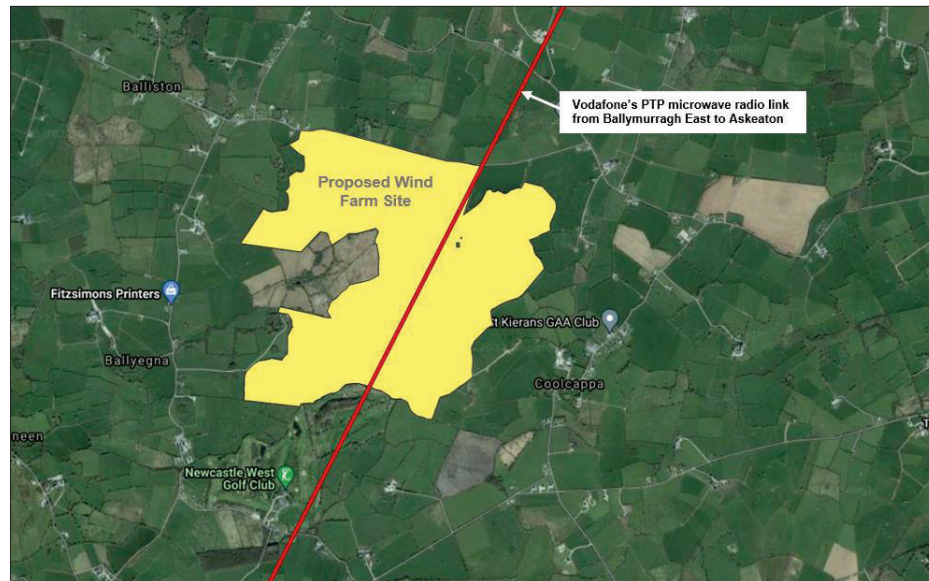 Balliston
Vodafone's PTP microwave radio link
from Ballymurragh East to Askeaton
Proposed Wind
Farm Site
Fitzsimons Printers
t Kierans GAA Club
Ballyegna
Coolcappa
neen
Newcastle West
Golf Club